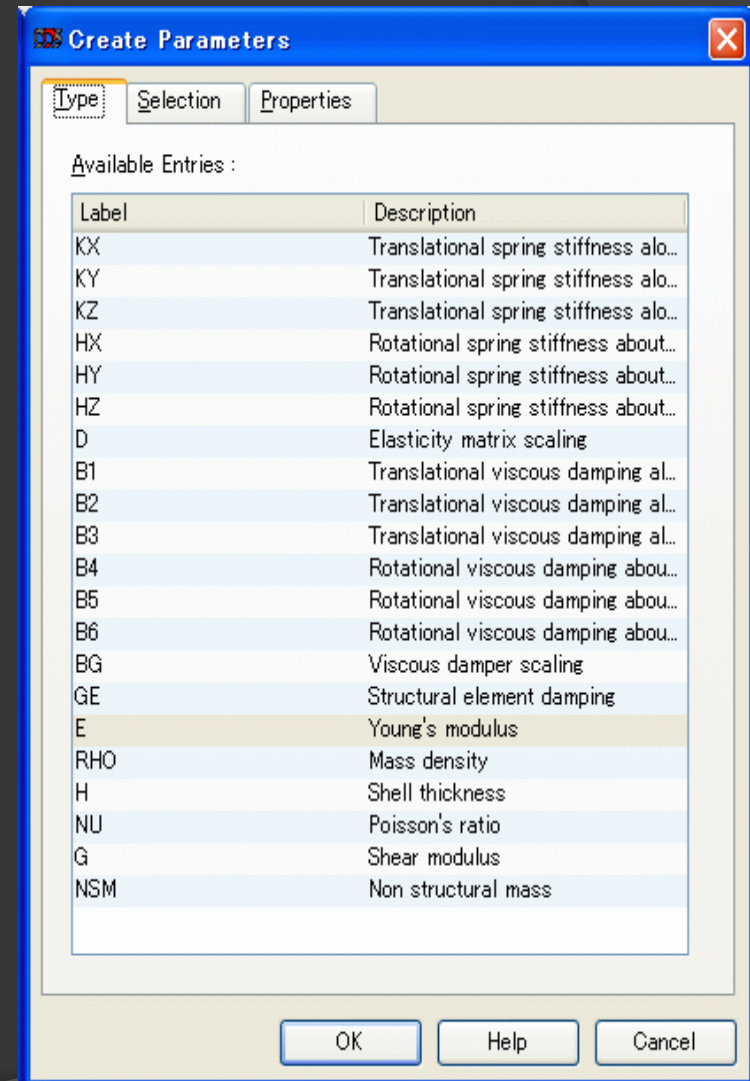 Create Parameters
Type Selection Properties
Available Entries :
Label Description
KX Translational spring stiffness alo...
KY Translational spring stiffness alo...
KZ Translational spring stiffness alo...
HX Rotational spring stiffness about...
HY Rotational spring stiffness about...
HZ Rotational spring stiffness about...
D Elasticity matrix scaling
B1 Translational viscous damping al...
B2 Translational viscous damping al...
B3 Translational viscous damping al...
B4 Rotational viscous damping abou...
B5 Rotational viscous damping abou...
B6 Rotational viscous damping abou...
BG Viscous damper scaling
GE Structural element damping
E Young's modulus
RHO Mass density
H Shell thickness
NU Poisson's ratio
G Shear modulus
NSM Non structural mass
OK Help Cancel